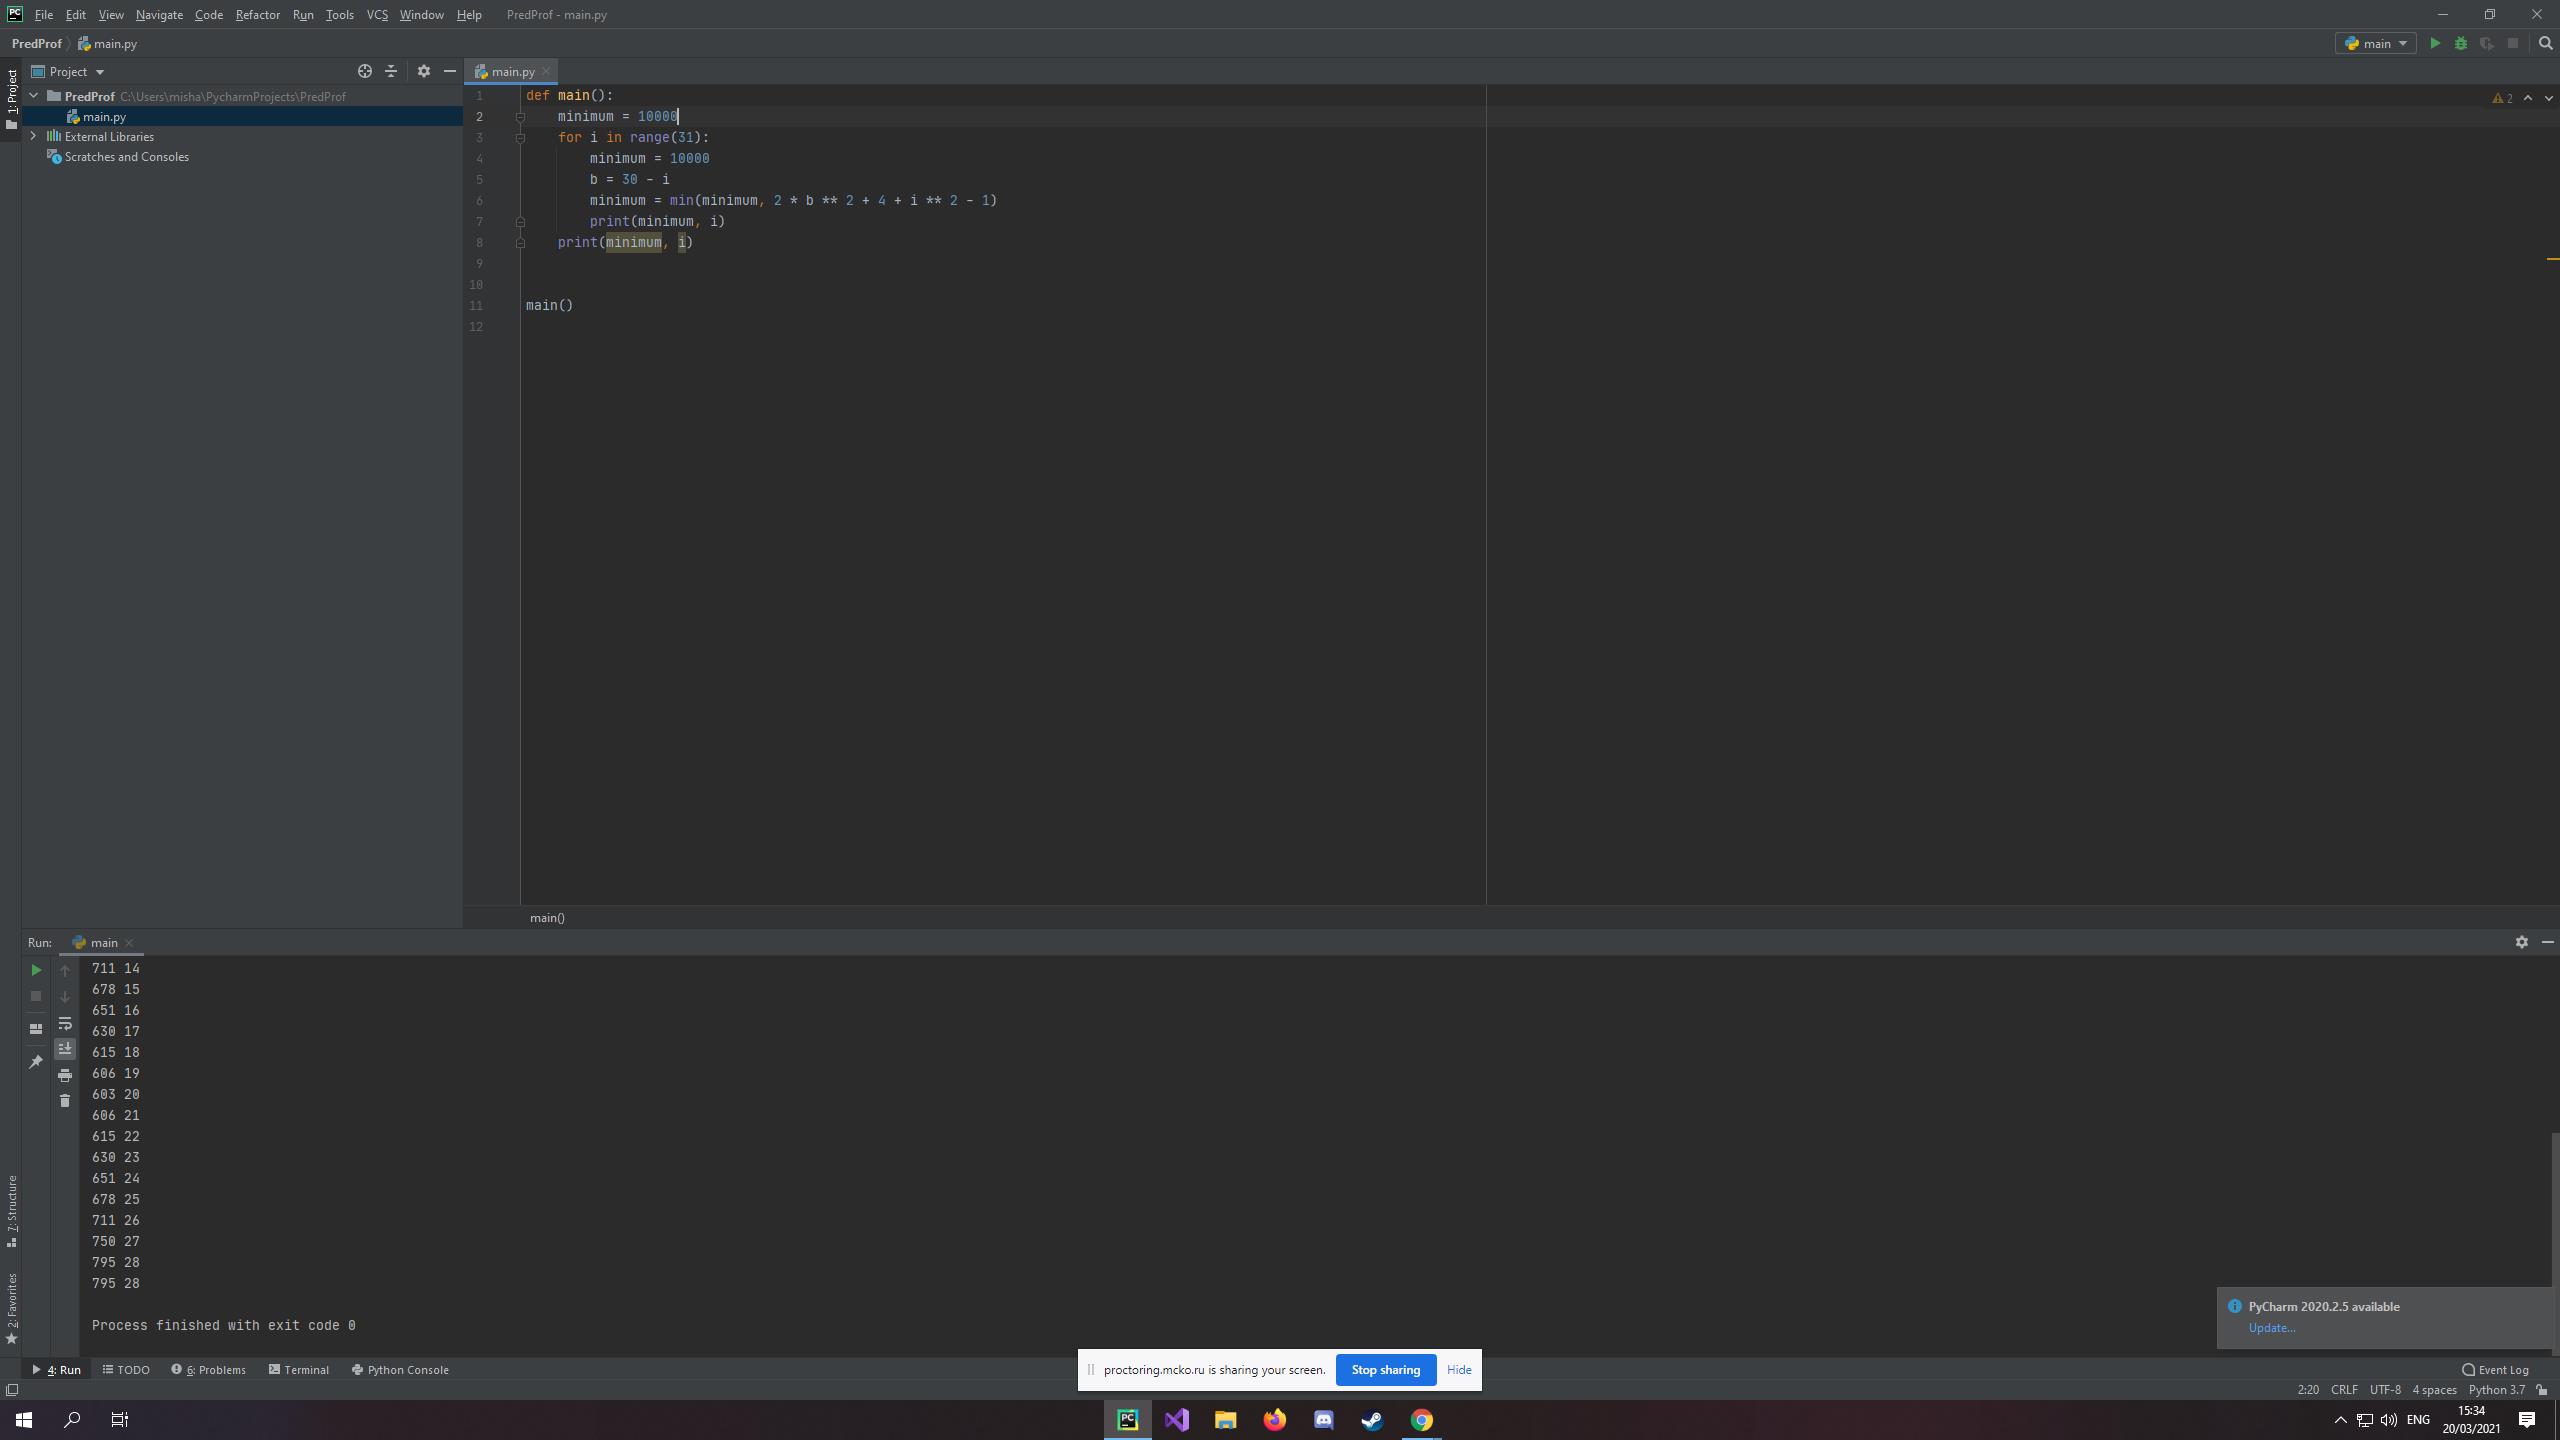 PC File Edit View Navigate Code Refactor Run Tools VCS Window Help PredProf - main.py
PredProf main.py main
Project main.py
1: Project
PredProf C:\Users\misha\PycharmProjects\PredProf
main.py
External Libraries
Scratches and Consoles
1 def main():
2 minimum = 10000
3 for i in range(31):
4 minimum = 10000
5 b = 30 - i
6 minimum = min(minimum, 2 * b ** 2 + 4 + i ** 2 - 1)
7 print(minimum, i)
8 print(minimum, i)
9
10
11 main()
12
2
main()
Run: main
711 14
678 15
651 16
630 17
615 18
606 19
603 20
606 21
615 22
630 23
651 24
678 25
711 26
750 27
795 28
795 28
Process finished with exit code 0
7: Structure
2: Favorites
PyCharm 2020.2.5 available
Update...
4: Run TODO 6: Problems Terminal Python Console Event Log
proctoring.mcko.ru is sharing your screen. Stop sharing Hide
2:20 CRLF UTF-8 4 spaces Python 3.7
PC ENG 15:34
20/03/2021